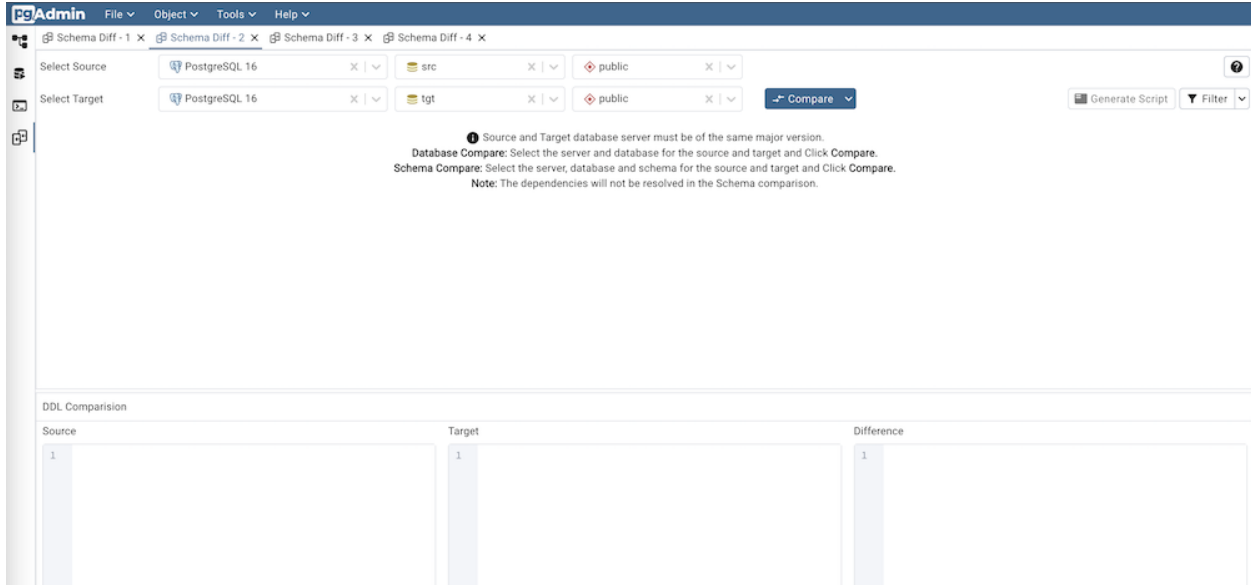 pgAdmin File Object Tools Help
Schema Diff - 1 Schema Diff - 2 Schema Diff - 3 Schema Diff - 4
Select Source PostgreSQL 16 src public
Select Target PostgreSQL 16 tgt public Compare Generate Script Filter
Source and Target database server must be of the same major version.
Database Compare: Select the server and database for the source and target and Click Compare.
Schema Compare: Select the server, database and schema for the source and target and Click Compare.
Note: The dependencies will not be resolved in the Schema comparison.
DDL Comparision
Source Target Difference
1 1 1